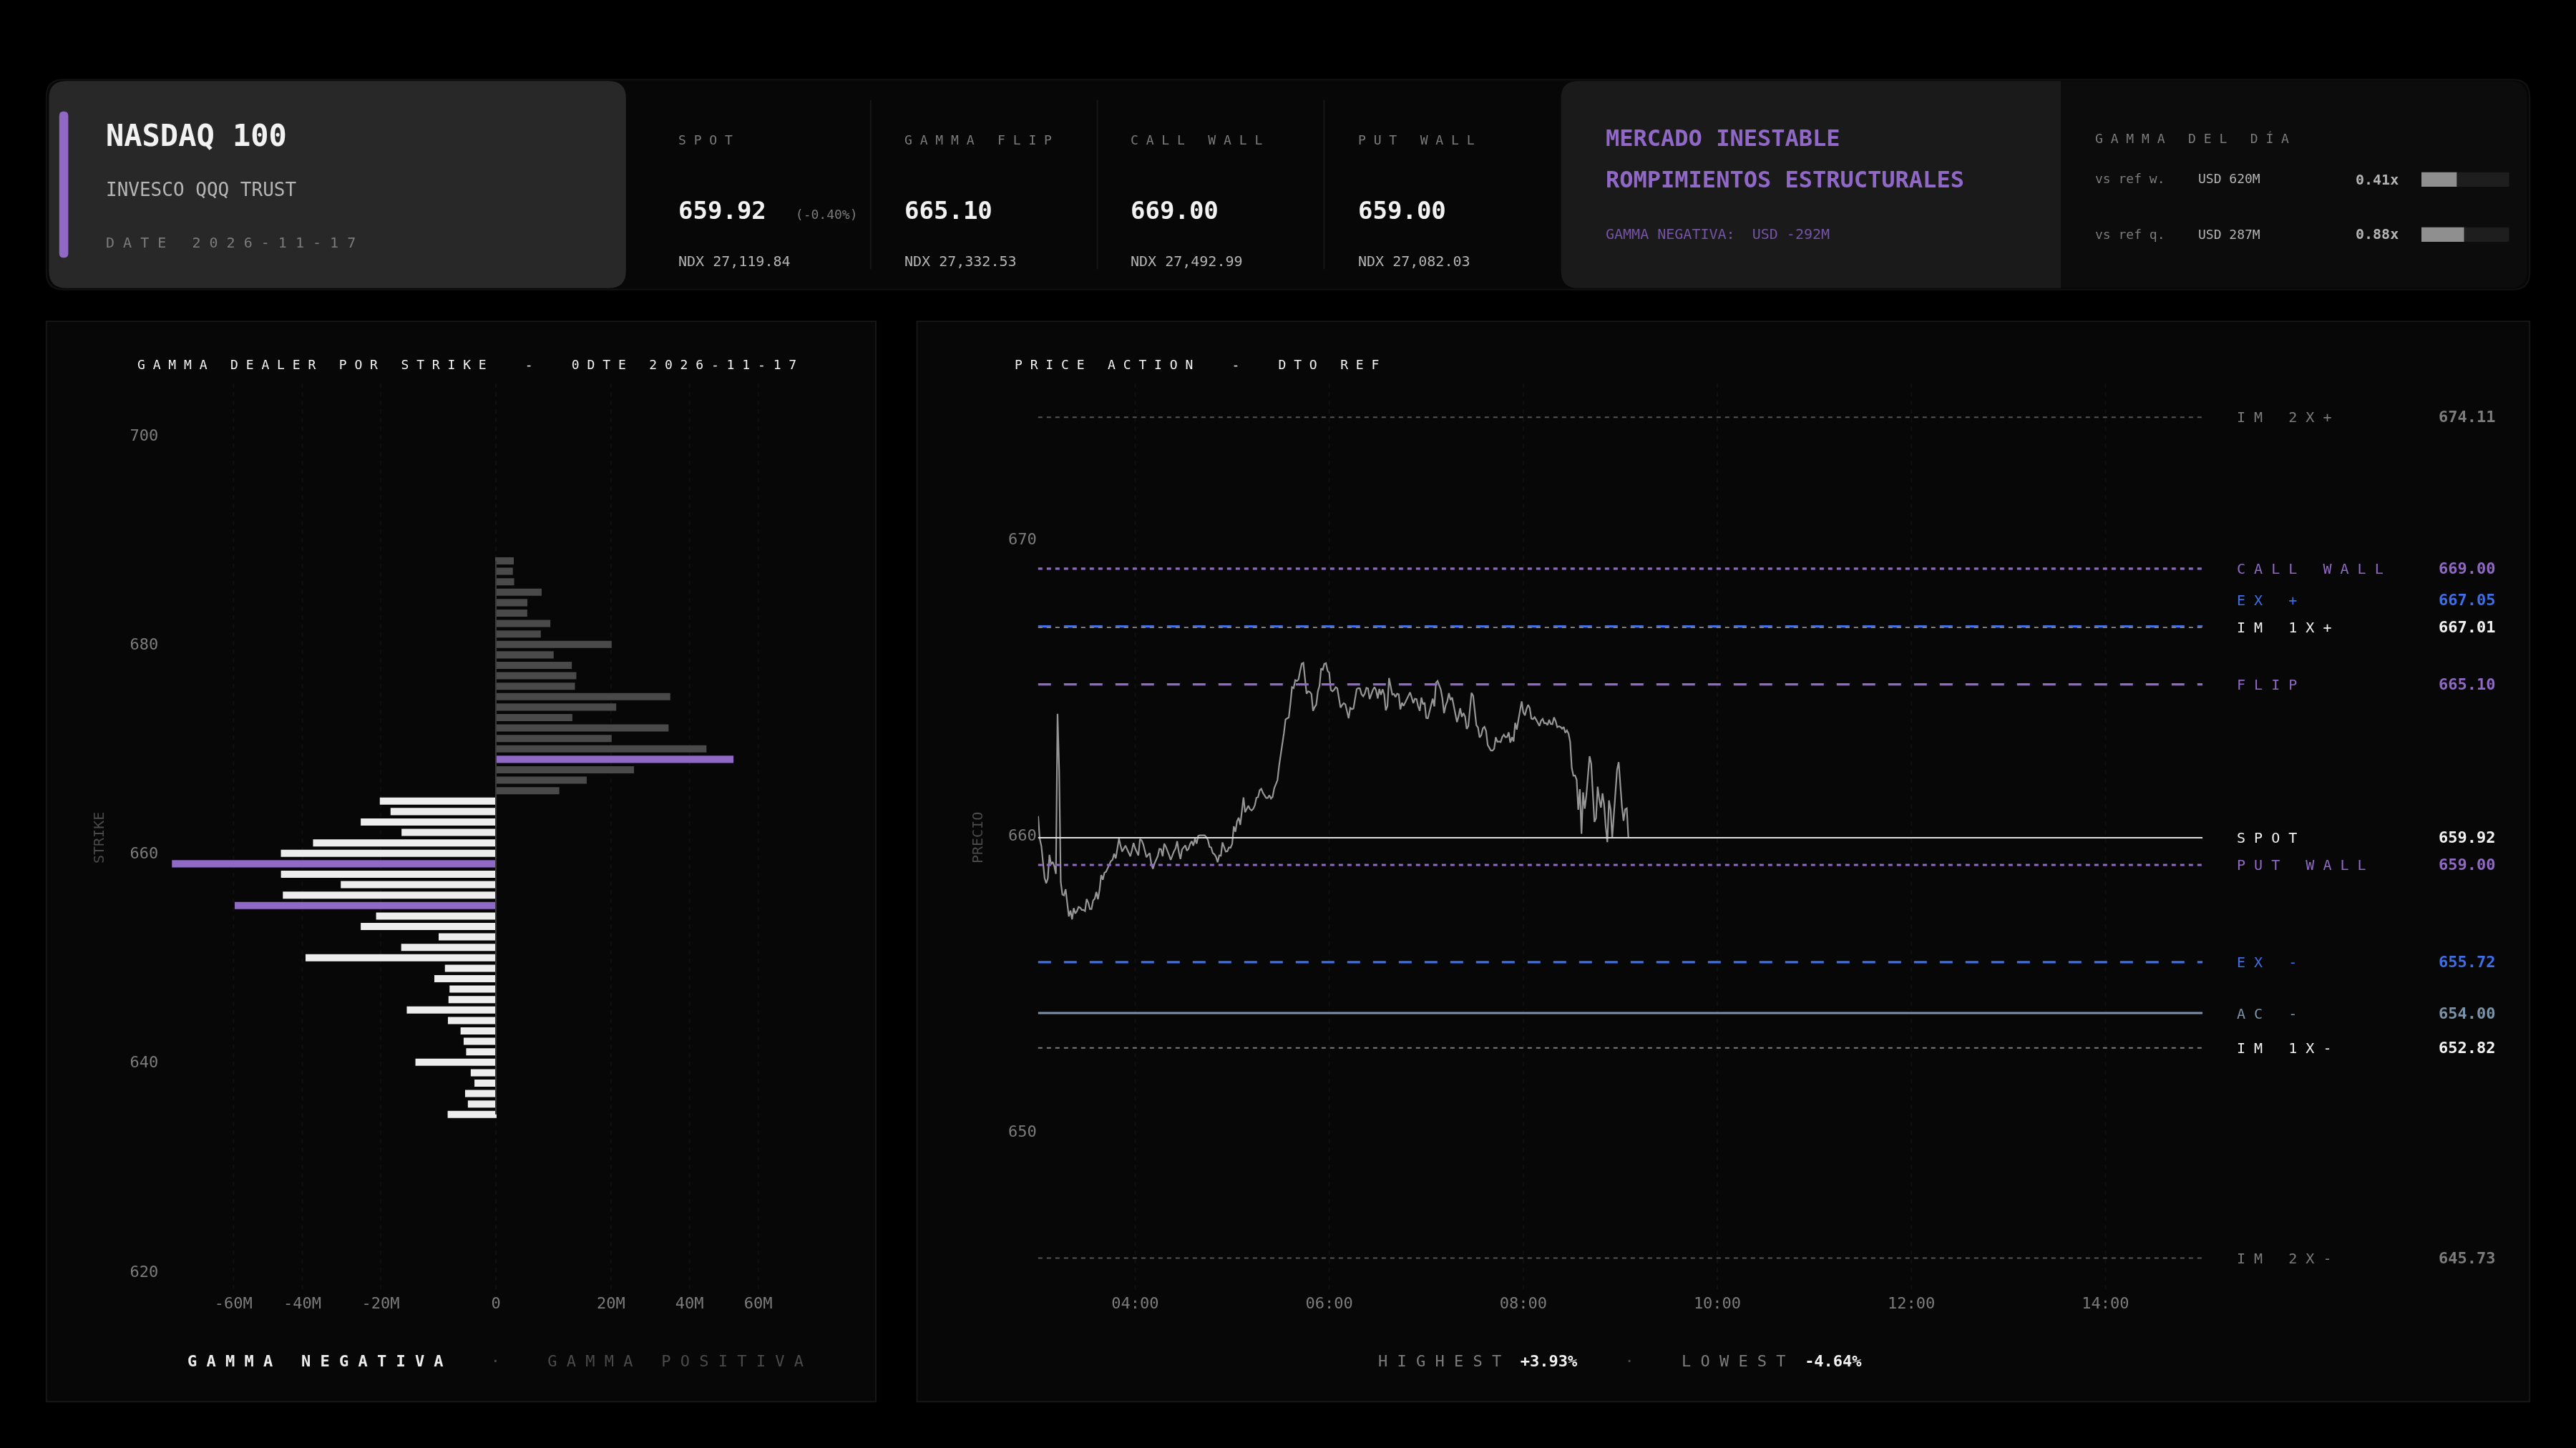 NASDAQ 100
INVESCO QQQ TRUST
DATE 2026-11-17
SPOT
659.92 (-0.40%)
NDX 27,119.84
GAMMA FLIP
665.10
NDX 27,332.53
CALL WALL
669.00
NDX 27,492.99
PUT WALL
659.00
NDX 27,082.03
MERCADO INESTABLE
ROMPIMIENTOS ESTRUCTURALES
GAMMA NEGATIVA: USD -292M
GAMMA DEL DÍA
vs ref w. USD 620M 0.41x
vs ref q. USD 287M 0.88x
GAMMA DEALER POR STRIKE - 0DTE 2026-11-17
700
680
660
640
620
STRIKE
-60M -40M -20M 0 20M 40M 60M
GAMMA NEGATIVA · GAMMA POSITIVA
PRICE ACTION - DTO REF
670
660
650
PRECIO
IM 2X+ 674.11
CALL WALL 669.00
EX + 667.05
IM 1X+ 667.01
FLIP 665.10
SPOT 659.92
PUT WALL 659.00
EX - 655.72
AC - 654.00
IM 1X- 652.82
IM 2X- 645.73
04:00 06:00 08:00 10:00 12:00 14:00
HIGHEST +3.93% · LOWEST -4.64%